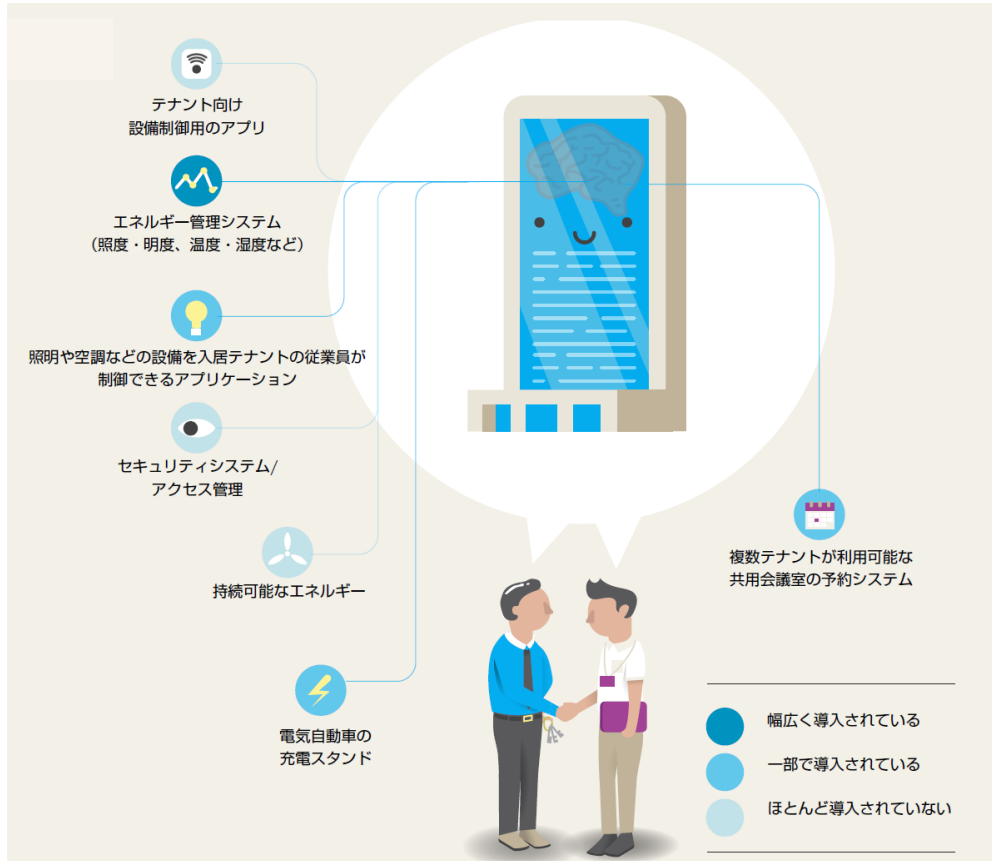 テナント向け
設備制御用のアプリ
エネルギー管理システム
（照度・明度、温度・湿度など）
照明や空調などの設備を入居テナントの従業員が
制御できるアプリケーション
セキュリティシステム/
アクセス管理
持続可能なエネルギー
電気自動車の
充電スタンド
複数テナントが利用可能な
共用会議室の予約システム
幅広く導入されている
一部で導入されている
ほとんど導入されていない